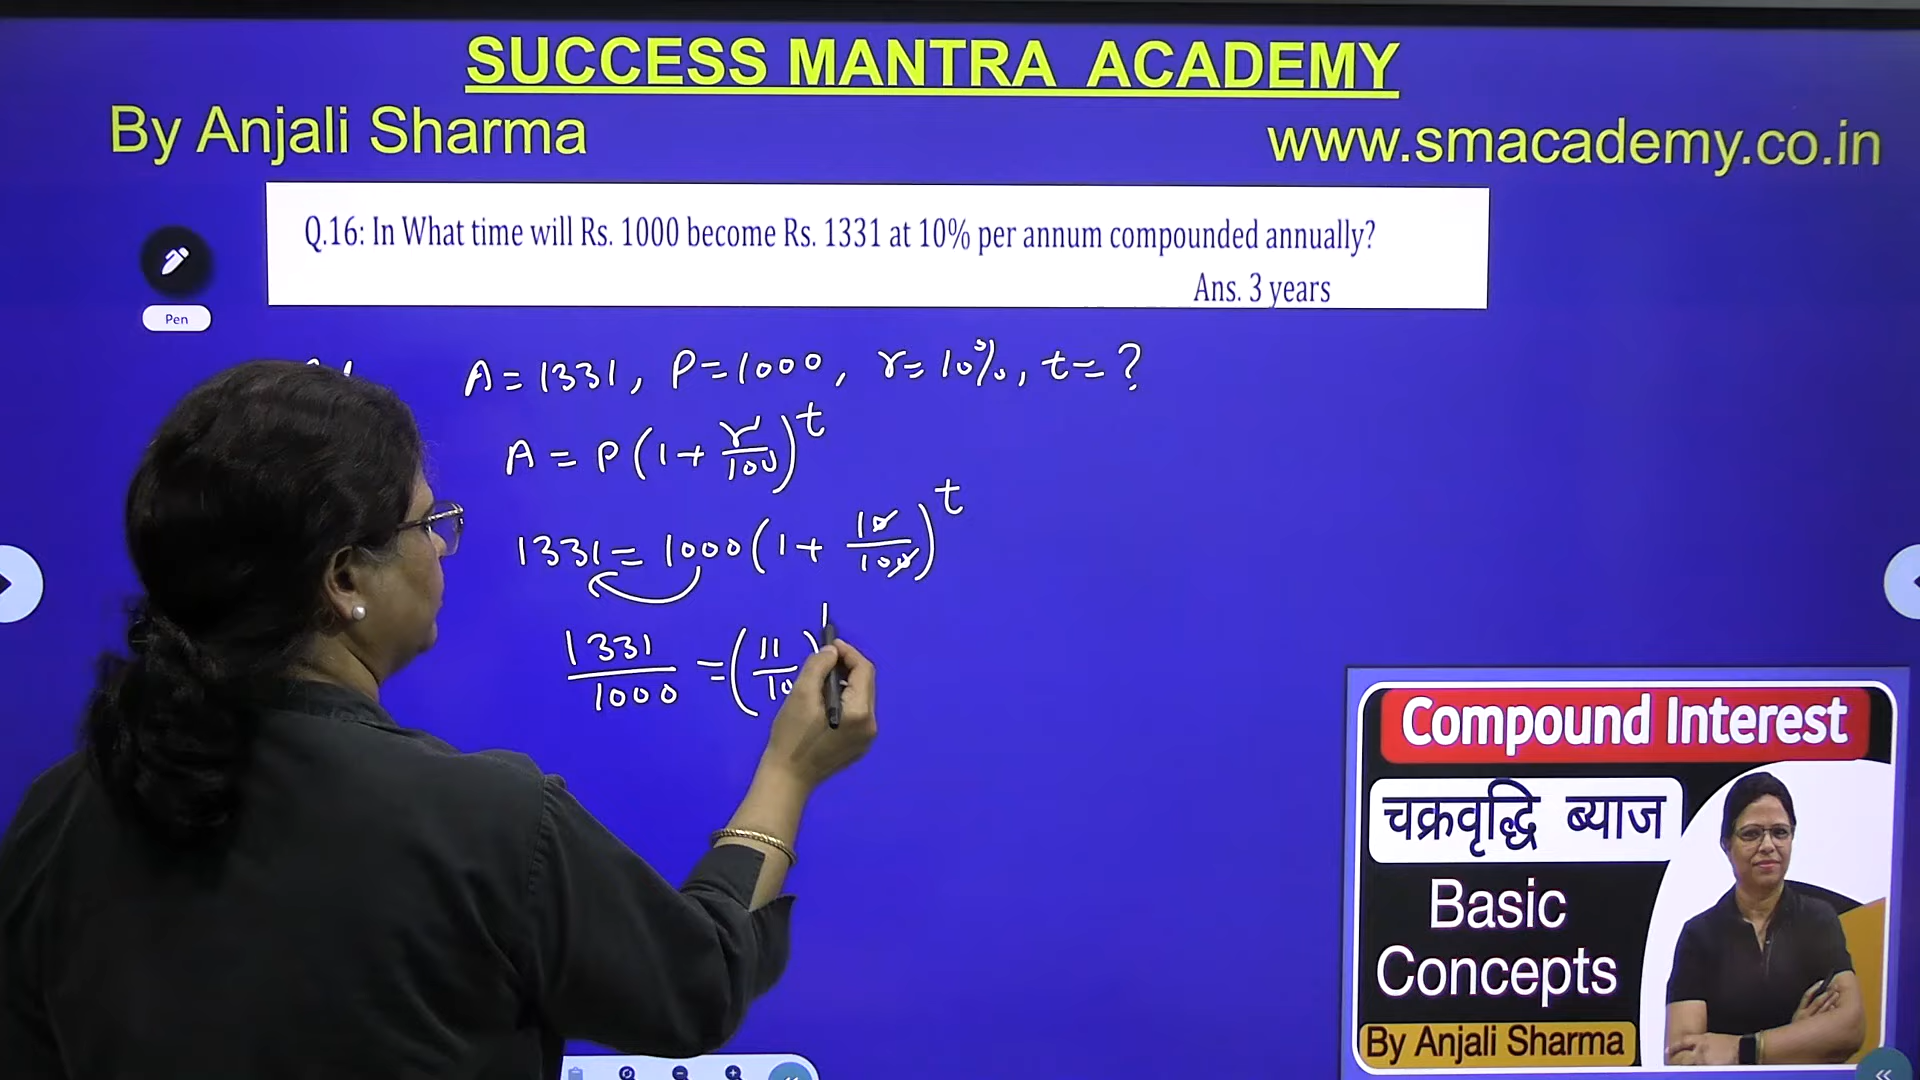 SUCCESS MANTRA ACADEMY
By Anjali Sharma
www.smacademy.co.in
Q.16: In What time will Rs. 1000 become Rs. 1331 at 10% per annum compounded annually?
Ans. 3 years
Pen
A = 1331, P = 1000, r = 10%, t = ?
A = P(1 + r/100)^t
1331 = 1000(1 + 10/100)^t
1331/1000 = (11/10)
Compound Interest
चक्रवृद्धि ब्याज
Basic
Concepts
By Anjali Sharma